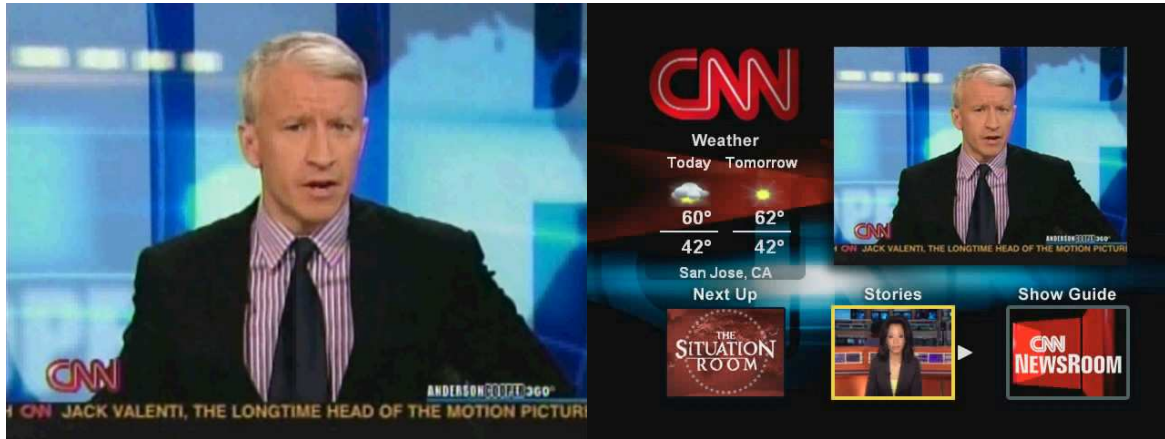 CNN
ANDERSON COOPER 360°
H CNN JACK VALENTI, THE LONGTIME HEAD OF THE MOTION PICTUR
CNN
Weather
Today Tomorrow
60° 62°
42° 42°
San Jose, CA
CNN
ANDERSON COOPER 360°
H CNN JACK VALENTI, THE LONGTIME HEAD OF THE MOTION PICTUR
Next Up
Stories
Show Guide
THE
SITUATION
ROOM
CNN
NEWSROOM